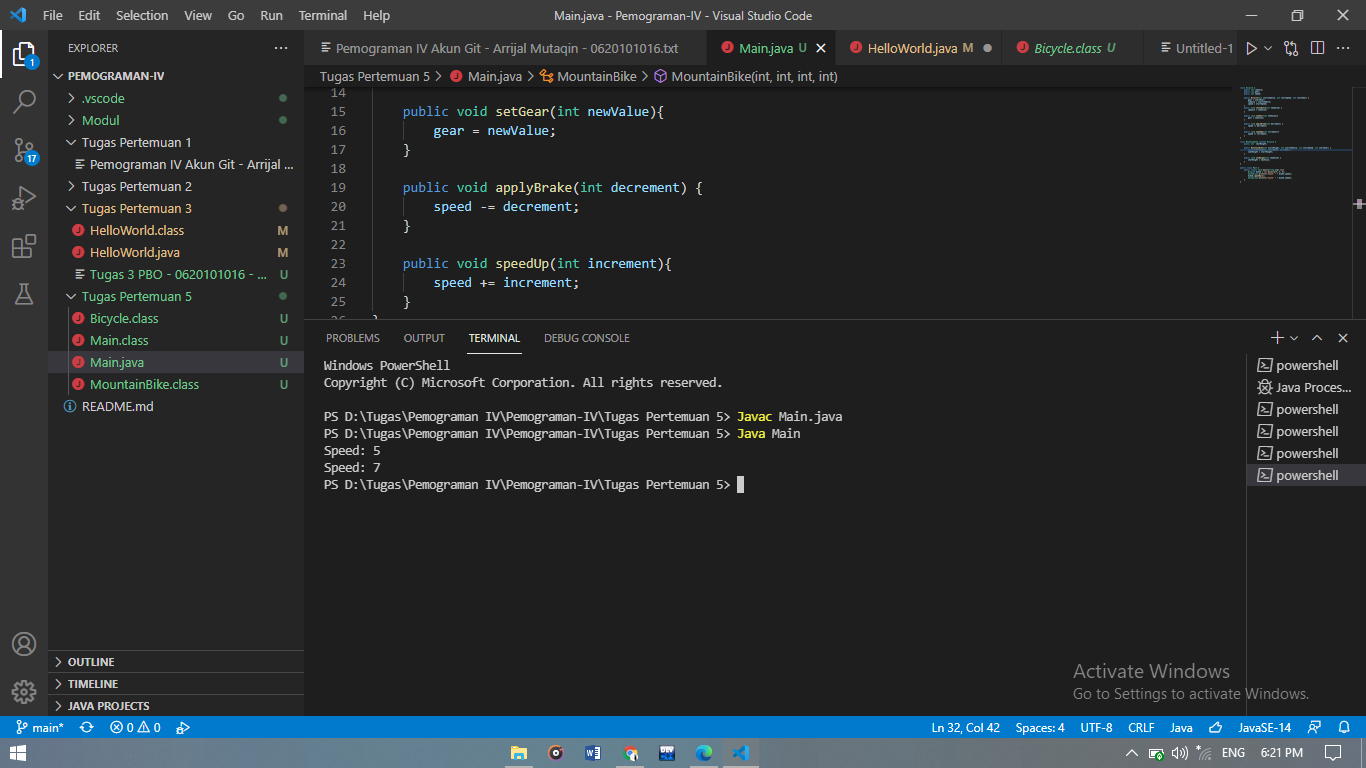 File Edit Selection View Go Run Terminal Help
Main.java - Pemograman-IV - Visual Studio Code
EXPLORER
PEMOGRAMAN-IV
.vscode
Modul
Tugas Pertemuan 1
Pemograman IV Akun Git - Arrijal ...
Tugas Pertemuan 2
Tugas Pertemuan 3
HelloWorld.class M
HelloWorld.java M
Tugas 3 PBO - 0620101016 - ... U
Tugas Pertemuan 5
Bicycle.class U
Main.class U
Main.java U
MountainBike.class U
README.md
OUTLINE
TIMELINE
JAVA PROJECTS
1
17
Pemograman IV Akun Git - Arrijal Mutaqin - 0620101016.txt
Main.java U
HelloWorld.java M
Bicycle.class U
Untitled-1
Tugas Pertemuan 5 > Main.java > MountainBike > MountainBike(int, int, int, int)
14
15 public void setGear(int newValue){
16 gear = newValue;
17 }
18
19 public void applyBrake(int decrement) {
20 speed -= decrement;
21 }
22
23 public void speedUp(int increment){
24 speed += increment;
25 }
26 }
PROBLEMS OUTPUT TERMINAL DEBUG CONSOLE
Windows PowerShell
Copyright (C) Microsoft Corporation. All rights reserved.
PS D:\Tugas\Pemograman IV\Pemograman-IV\Tugas Pertemuan 5> Javac Main.java
PS D:\Tugas\Pemograman IV\Pemograman-IV\Tugas Pertemuan 5> Java Main
Speed: 5
Speed: 7
PS D:\Tugas\Pemograman IV\Pemograman-IV\Tugas Pertemuan 5>
powershell
Java Proces...
powershell
powershell
powershell
powershell
Activate Windows
Go to Settings to activate Windows.
main* 0 0
Ln 32, Col 42 Spaces: 4 UTF-8 CRLF Java JavaSE-14
ENG 6:21 PM